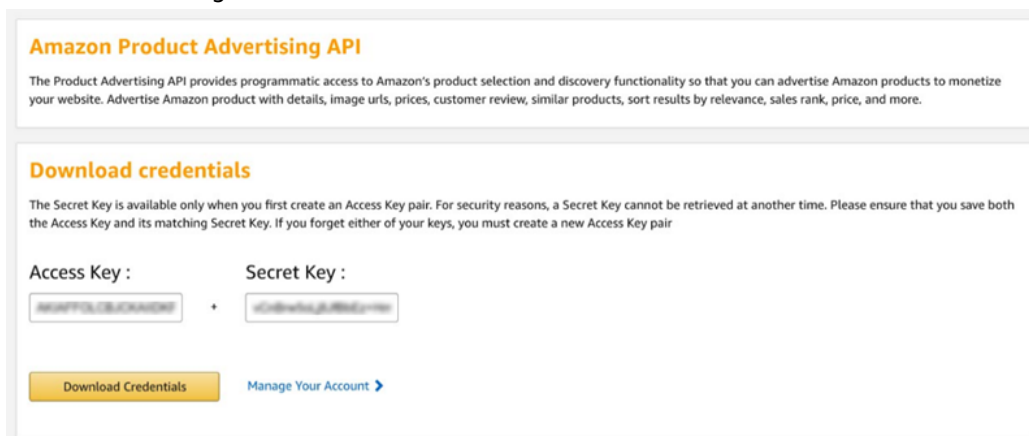 Amazon Product Advertising API
The Product Advertising API provides programmatic access to Amazon's product selection and discovery functionality so that you can advertise Amazon products to monetize
your website. Advertise Amazon product with details, image urls, prices, customer review, similar products, sort results by relevance, sales rank, price, and more.
Download credentials
The Secret Key is available only when you first create an Access Key pair. For security reasons, a Secret Key cannot be retrieved at another time. Please ensure that you save both
the Access Key and its matching Secret Key. If you forget either of your keys, you must create a new Access Key pair
Access Key : Secret Key :
+
Download Credentials Manage Your Account